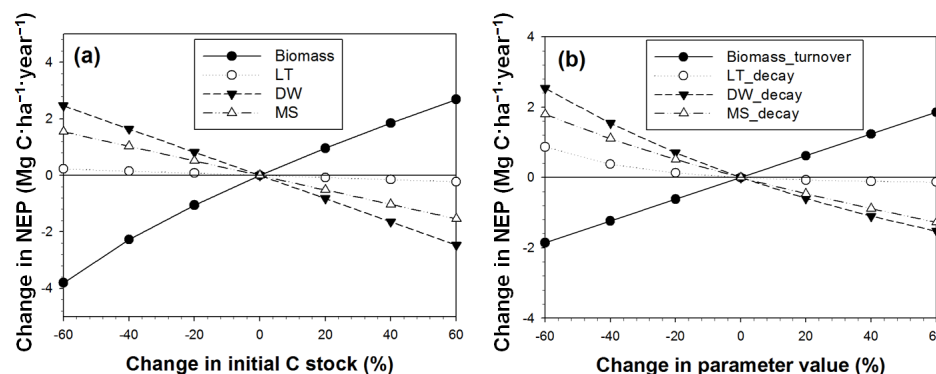 (a)
Biomass
LT
DW
MS
4
2
0
-2
-4
-60 -40 -20 0 20 40 60
Change in NEP (Mg C·ha⁻¹·year⁻¹)
Change in initial C stock (%)
(b)
Biomass_turnover
LT_decay
DW_decay
MS_decay
4
2
0
-2
-4
-60 -40 -20 0 20 40 60
Change in NEP (Mg C·ha⁻¹·year⁻¹)
Change in parameter value (%)